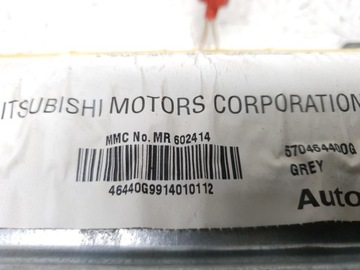 ITSUBISHI MOTORS CORPORATION
MMC No. MR 602414
570464400G
GREY
46440G9914010112
Auto